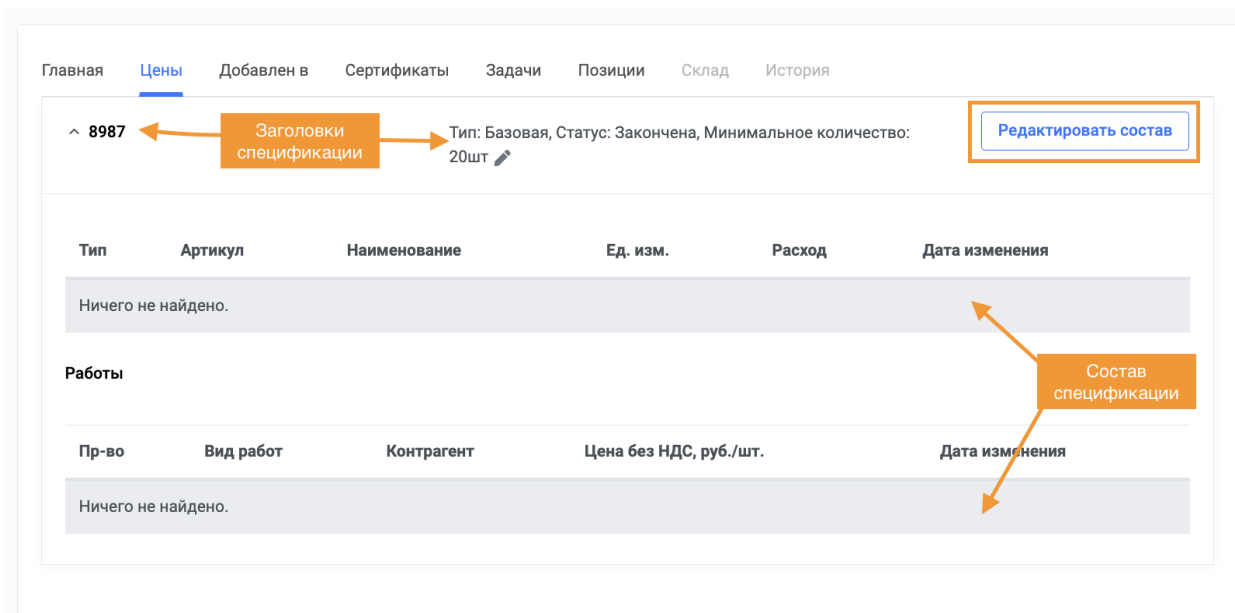 Главная Цены Добавлен в Сертификаты Задачи Позиции Склад История
8987
Заголовки
спецификации
Тип: Базовая, Статус: Закончена, Минимальное количество:
20шт
Редактировать состав
Тип Артикул Наименование Ед. изм. Расход Дата изменения
Ничего не найдено.
Работы
Состав
спецификации
Пр-во Вид работ Контрагент Цена без НДС, руб./шт. Дата изменения
Ничего не найдено.